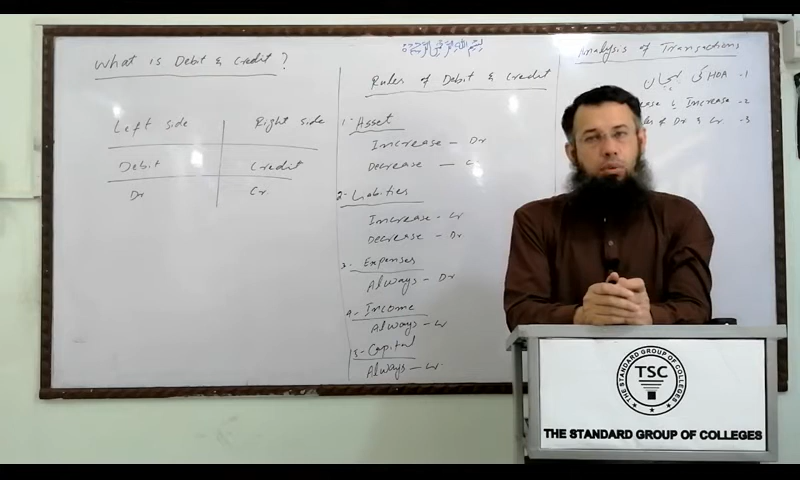 What is Debit & Credit?
Left side Right side
Debit Credit
Dr Cr
Rules of Debit & Credit
1- Asset
Increase - Dr
Decrease - Cr
2- Liabilities
Increase - Cr
Decrease - Dr
3- Expenses
Always - Dr
4- Income
Always - Cr
5- Capital
Always - Cr
Analysis of Transactions
HOA کی پہچان -1
Increase -2
Dr & Cr -3
THE STANDARD GROUP OF COLLEGES
TSC
THE STANDARD GROUP OF COLLEGES